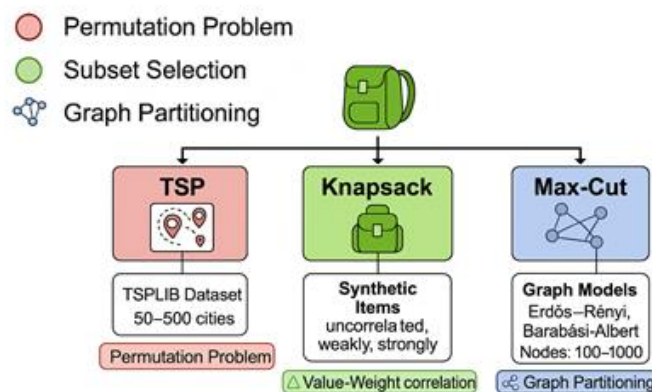 Permutation Problem
Subset Selection
Graph Partitioning
TSP
Knapsack
Max-Cut
TSPLIB Dataset
50–500 cities
Permutation Problem
Synthetic
Items
uncorrela ted,
weakly, strongly
△ Value-Weight correlation
Graph Models
Erdős–Rényi,
Barabási-Albert
Nodes: 100–1000
Graph Partitioning